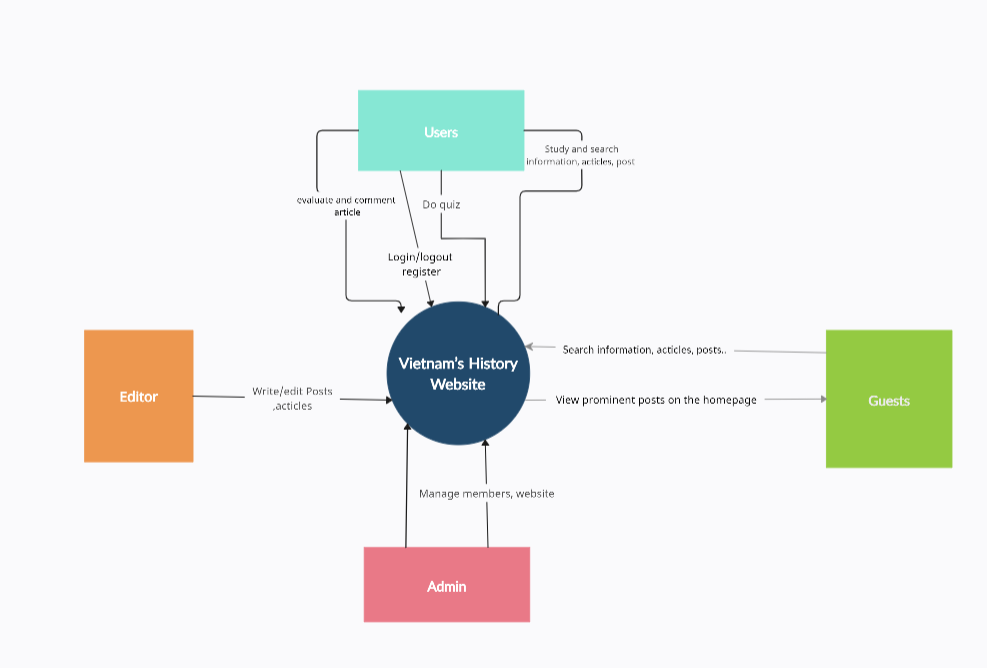 Users
Study and search
information, acticles, post
evaluate and comment
article
Do quiz
Login/logout
register
Vietnam's History
Website
Search information, acticles, posts..
Editor
Write/edit Posts
,acticles
View prominent posts on the homepage
Guests
Manage members, website
Admin